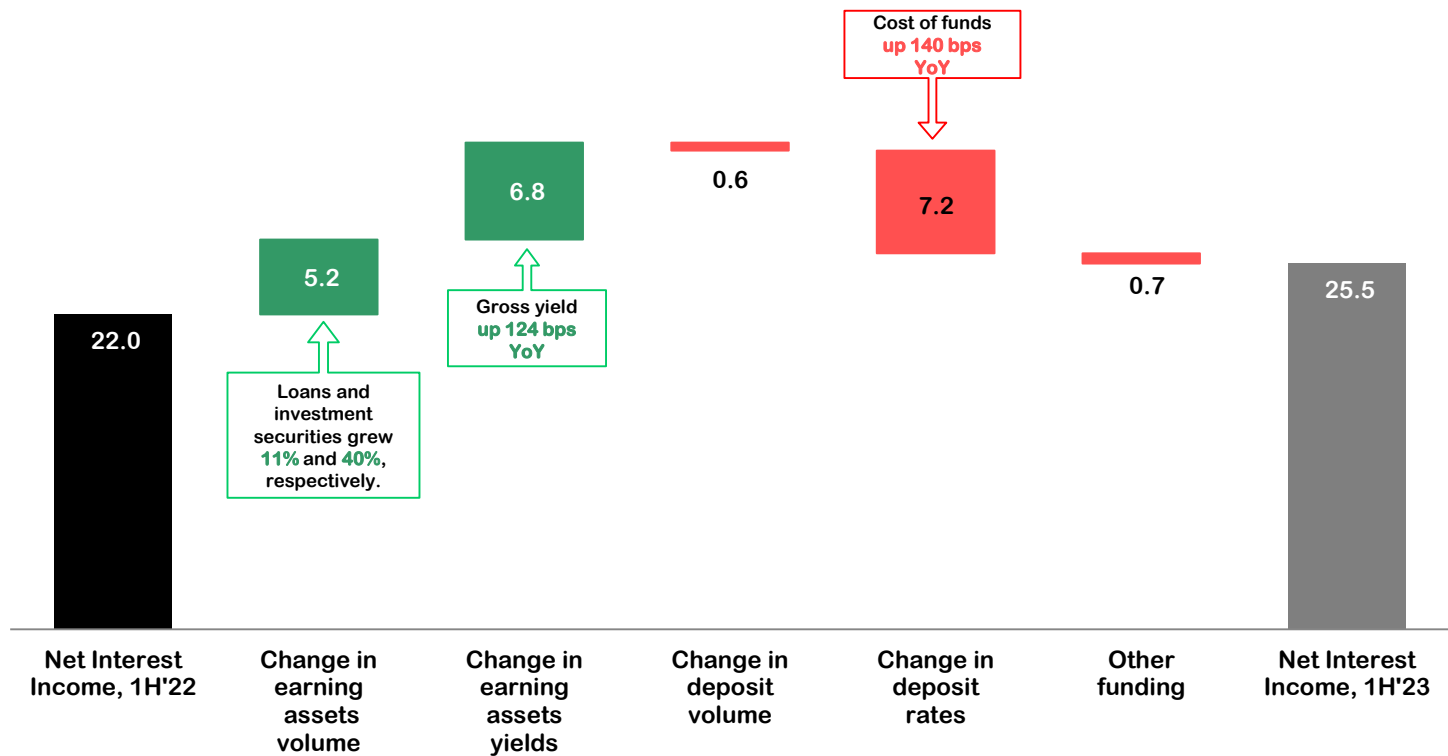 Cost of funds
up 140 bps
YoY
6.8
0.6
7.2
5.2
0.7
25.5
22.0
Gross yield
up 124 bps
YoY
Loans and
investment
securities grew
11% and 40%,
respectively.
Net Interest
Income, 1H'22
Change in
earning
assets
volume
Change in
earning
assets
yields
Change in
deposit
volume
Change in
deposit
rates
Other
funding
Net Interest
Income, 1H'23